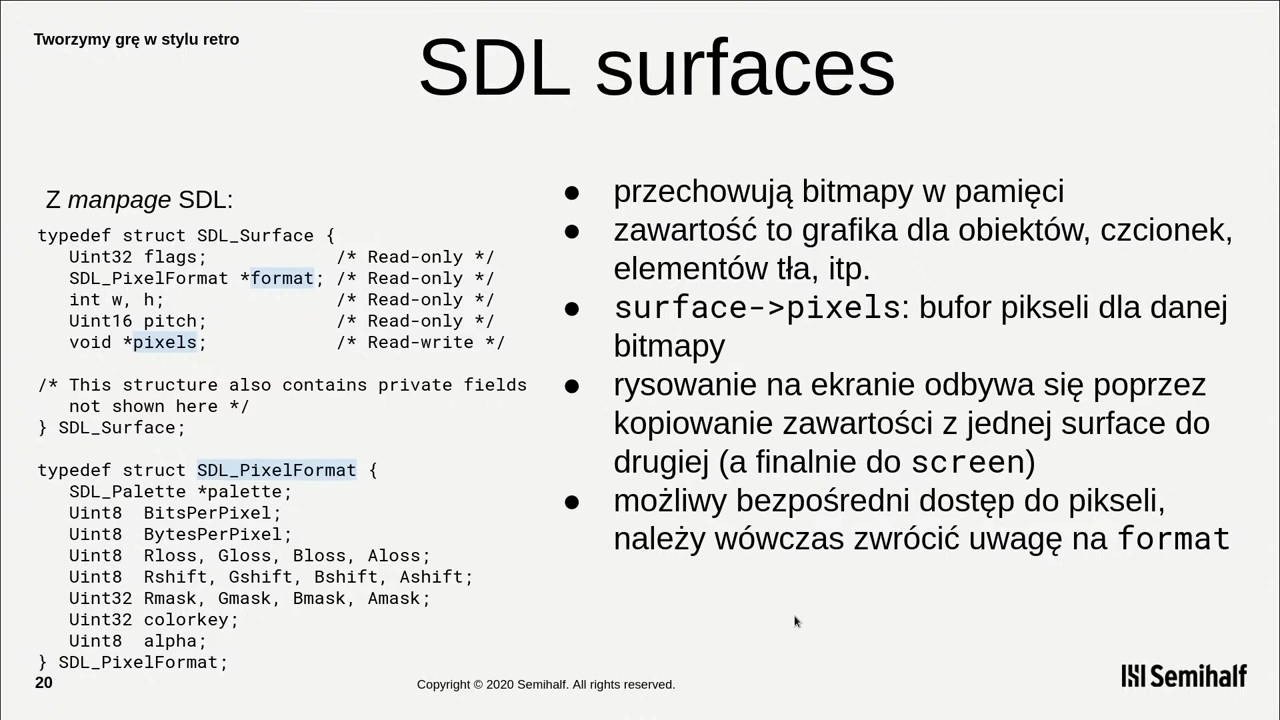 Tworzymy grę w stylu retro
SDL surfaces
Z manpage SDL:
typedef struct SDL_Surface {
   Uint32 flags;            /* Read-only */
   SDL_PixelFormat *format; /* Read-only */
   int w, h;                /* Read-only */
   Uint16 pitch;            /* Read-only */
   void *pixels;            /* Read-write */
/* This structure also contains private fields
   not shown here */
} SDL_Surface;
typedef struct SDL_PixelFormat {
   SDL_Palette *palette;
   Uint8  BitsPerPixel;
   Uint8  BytesPerPixel;
   Uint8  Rloss, Gloss, Bloss, Aloss;
   Uint8  Rshift, Gshift, Bshift, Ashift;
   Uint32 Rmask, Gmask, Bmask, Amask;
   Uint32 colorkey;
   Uint8  alpha;
} SDL_PixelFormat;
● przechowują bitmapy w pamięci
● zawartość to grafika dla obiektów, czcionek,
elementów tła, itp.
● surface->pixels: bufor pikseli dla danej
bitmapy
● rysowanie na ekranie odbywa się poprzez
kopiowanie zawartości z jednej surface do
drugiej (a finalnie do screen)
● możliwy bezpośredni dostęp do pikseli,
należy wówczas zwrócić uwagę na format
20
Copyright © 2020 Semihalf. All rights reserved.
Semihalf